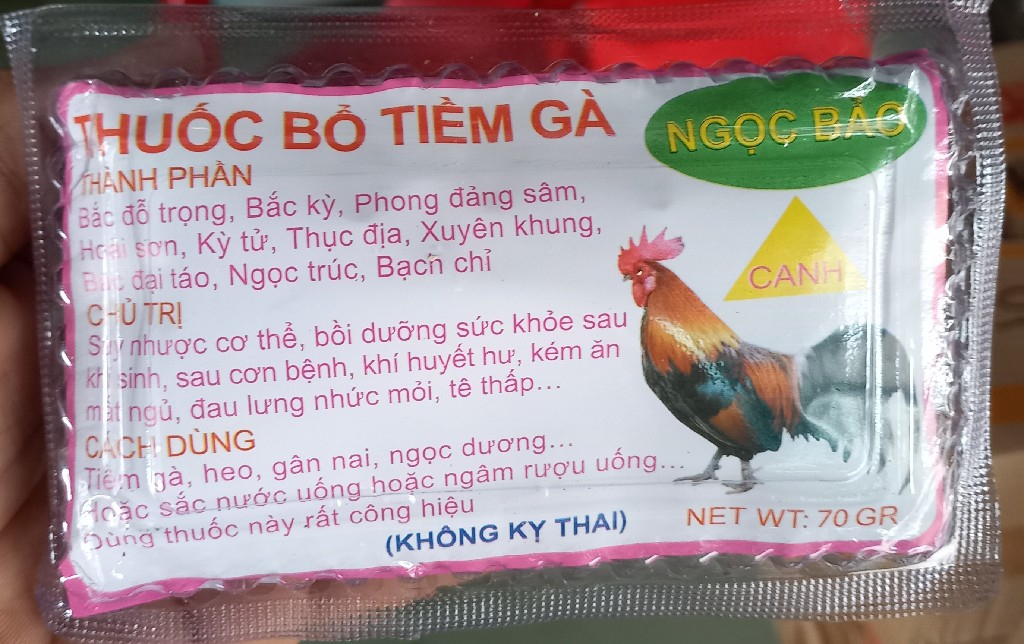 THUỐC BỔ TIỀM GÀ
NGỌC BẢO
THÀNH PHẦN
Bắc đỗ trọng, Bắc kỳ, Phong đảng sâm,
Hoài sơn, Kỳ tử, Thục địa, Xuyên khung,
Bắc đại táo, Ngọc trúc, Bạch chỉ
CANH
CHỦ TRỊ
Suy nhược cơ thể, bồi dưỡng sức khỏe sau
khi sinh, sau cơn bệnh, khí huyết hư, kém ăn
mất ngủ, đau lưng nhức mỏi, tê thấp...
CÁCH DÙNG
Tiềm gà, heo, gân nai, ngọc dương...
Hoặc sắc nước uống hoặc ngâm rượu uống...
Dùng thuốc này rất công hiệu
(KHÔNG KỴ THAI)
NET WT: 70 GR